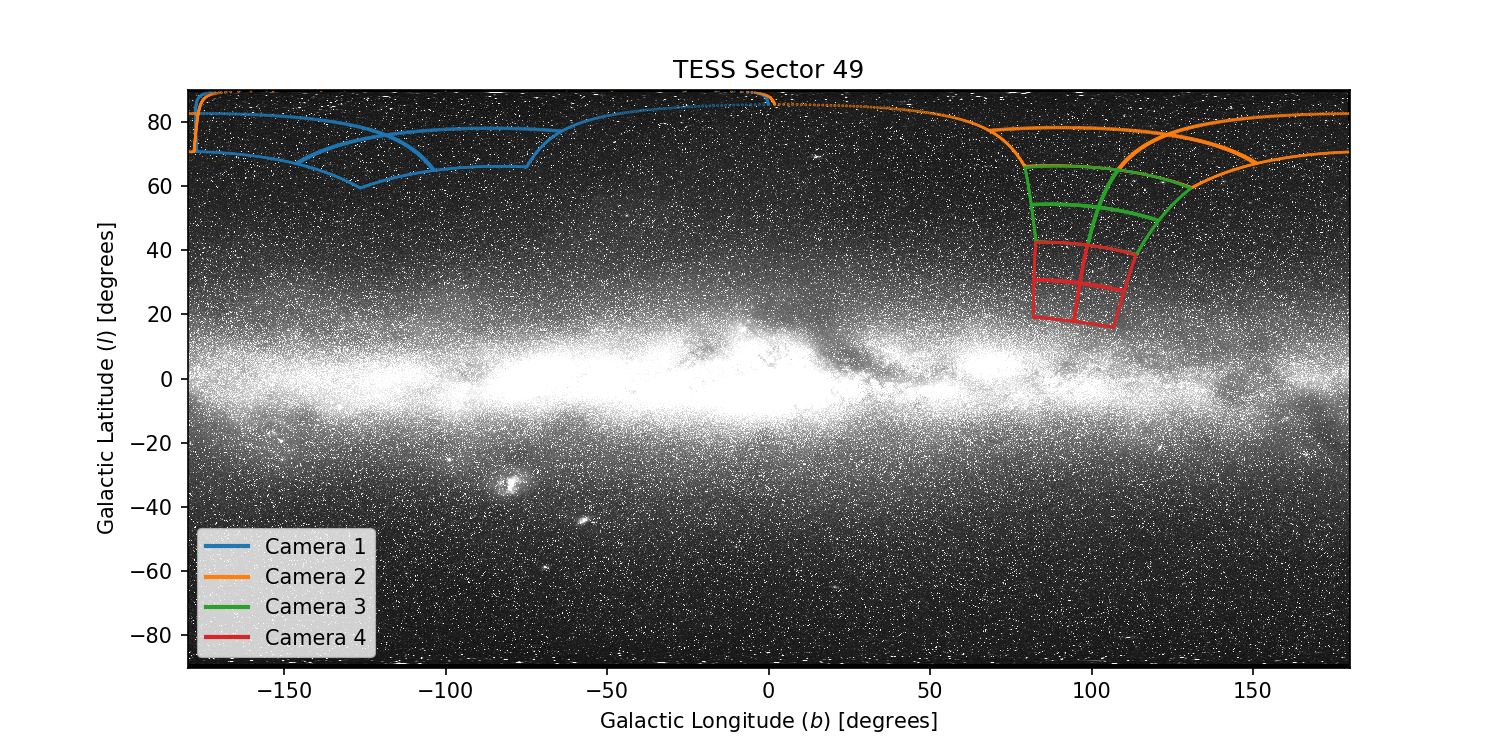 TESS Sector 49
Galactic Latitude (l) [degrees]
80
60
40
20
0
−20
−40
−60
−80
Camera 1
Camera 2
Camera 3
Camera 4
−150 −100 −50 0 50 100 150
Galactic Longitude (b) [degrees]